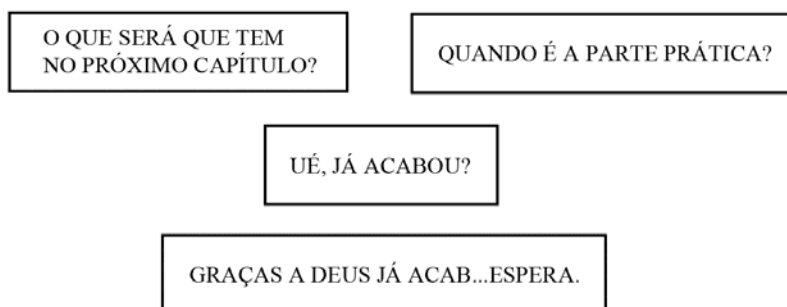 O QUE SERÁ QUE TEM
NO PRÓXIMO CAPÍTULO?
QUANDO É A PARTE PRÁTICA?
UÉ, JÁ ACABOU?
GRAÇAS A DEUS JÁ ACAB...ESPERA.